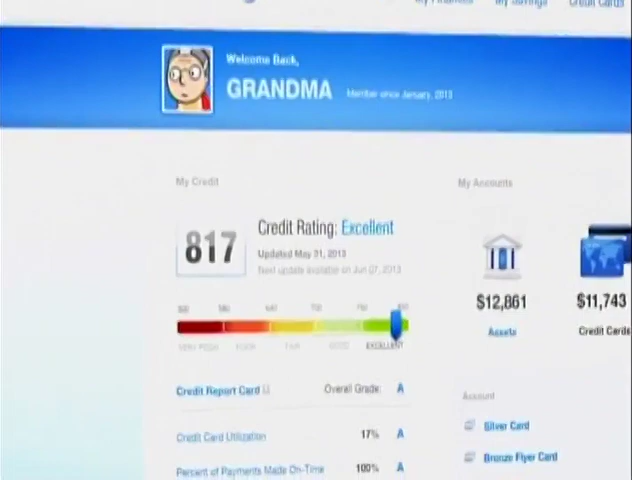 My Savings
Credit Cards
Welcome Back,
GRANDMA
Member since January, 2013
My Credit
My Accounts
817
Credit Rating: Excellent
Updated May 31, 2013
Next update available on Jun 07, 2013
$12,861
$11,743
Assets
Credit Cards
EXCELLENT
Credit Report Card
Overall Grade: A
Account
Silver Card
Credit Card Utilization 17% A
Bronze Flyer Card
Percent of Payments Made On-Time 100% A